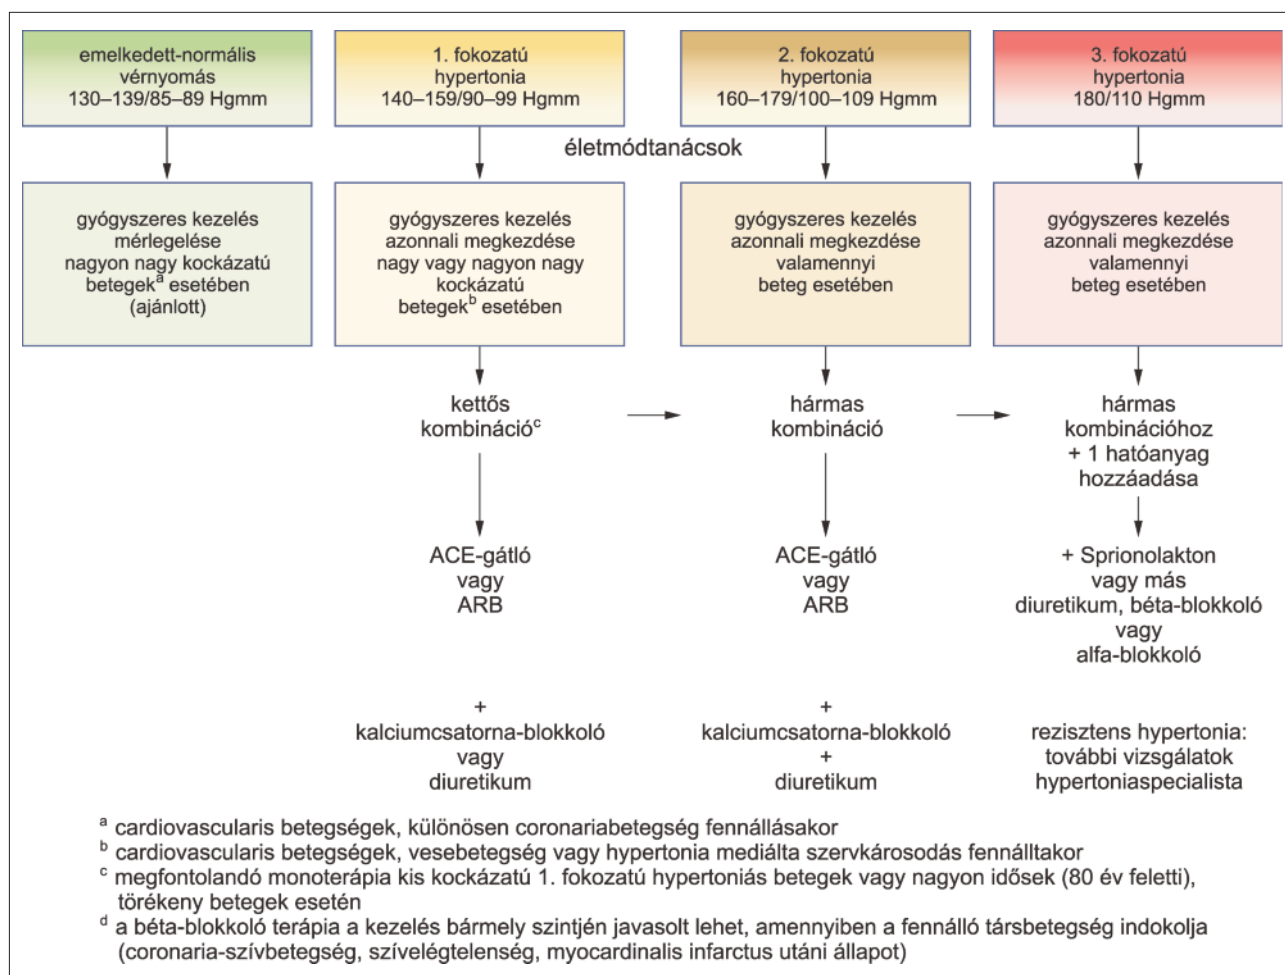 emelkedett-normális
vérnyomás
130–139/85–89 Hgmm
1. fokozatú
hypertonia
140–159/90–99 Hgmm
2. fokozatú
hypertonia
160–179/100–109 Hgmm
3. fokozatú
hypertonia
180/110 Hgmm
életmódtanácsok
gyógyszeres kezelés
mérlegelése
nagyon nagy kockázatú
betegekᵃ esetében
(ajánlott)
gyógyszeres kezelés
azonnali megkezdése
nagy vagy nagyon nagy
kockázatú
betegekᵇ esetében
gyógyszeres kezelés
azonnali megkezdése
valamennyi
beteg esetében
gyógyszeres kezelés
azonnali megkezdése
valamennyi
beteg esetében
kettős
kombinációᶜ
hármas
kombináció
hármas
kombinációhoz
+ 1 hatóanyag
hozzáadása
ACE-gátló
vagy
ARB
ACE-gátló
vagy
ARB
+ Sprionolakton
vagy más
diuretikum, béta-blokkoló
vagy
alfa-blokkoló
+
kalciumcsatorna-blokkoló
vagy
diuretikum
+
kalciumcsatorna-blokkoló
+
diuretikum
rezisztens hypertonia:
további vizsgálatok
hypertoniaspecialista
ᵃ cardiovascularis betegségek, különösen coronariabetegség fennállásakor
ᵇ cardiovascularis betegségek, vesebetegség vagy hypertonia mediálta szervkárosodás fennálltakor
ᶜ megfontolandó monoterápia kis kockázatú 1. fokozatú hypertoniás betegek vagy nagyon idősek (80 év feletti),
törékeny betegek esetén
ᵈ a béta-blokkoló terápia a kezelés bármely szintjén javasolt lehet, amennyiben a fennálló társbetegség indokolja
(coronaria-szívbetegség, szívelégtelenség, myocardinalis infarctus utáni állapot)